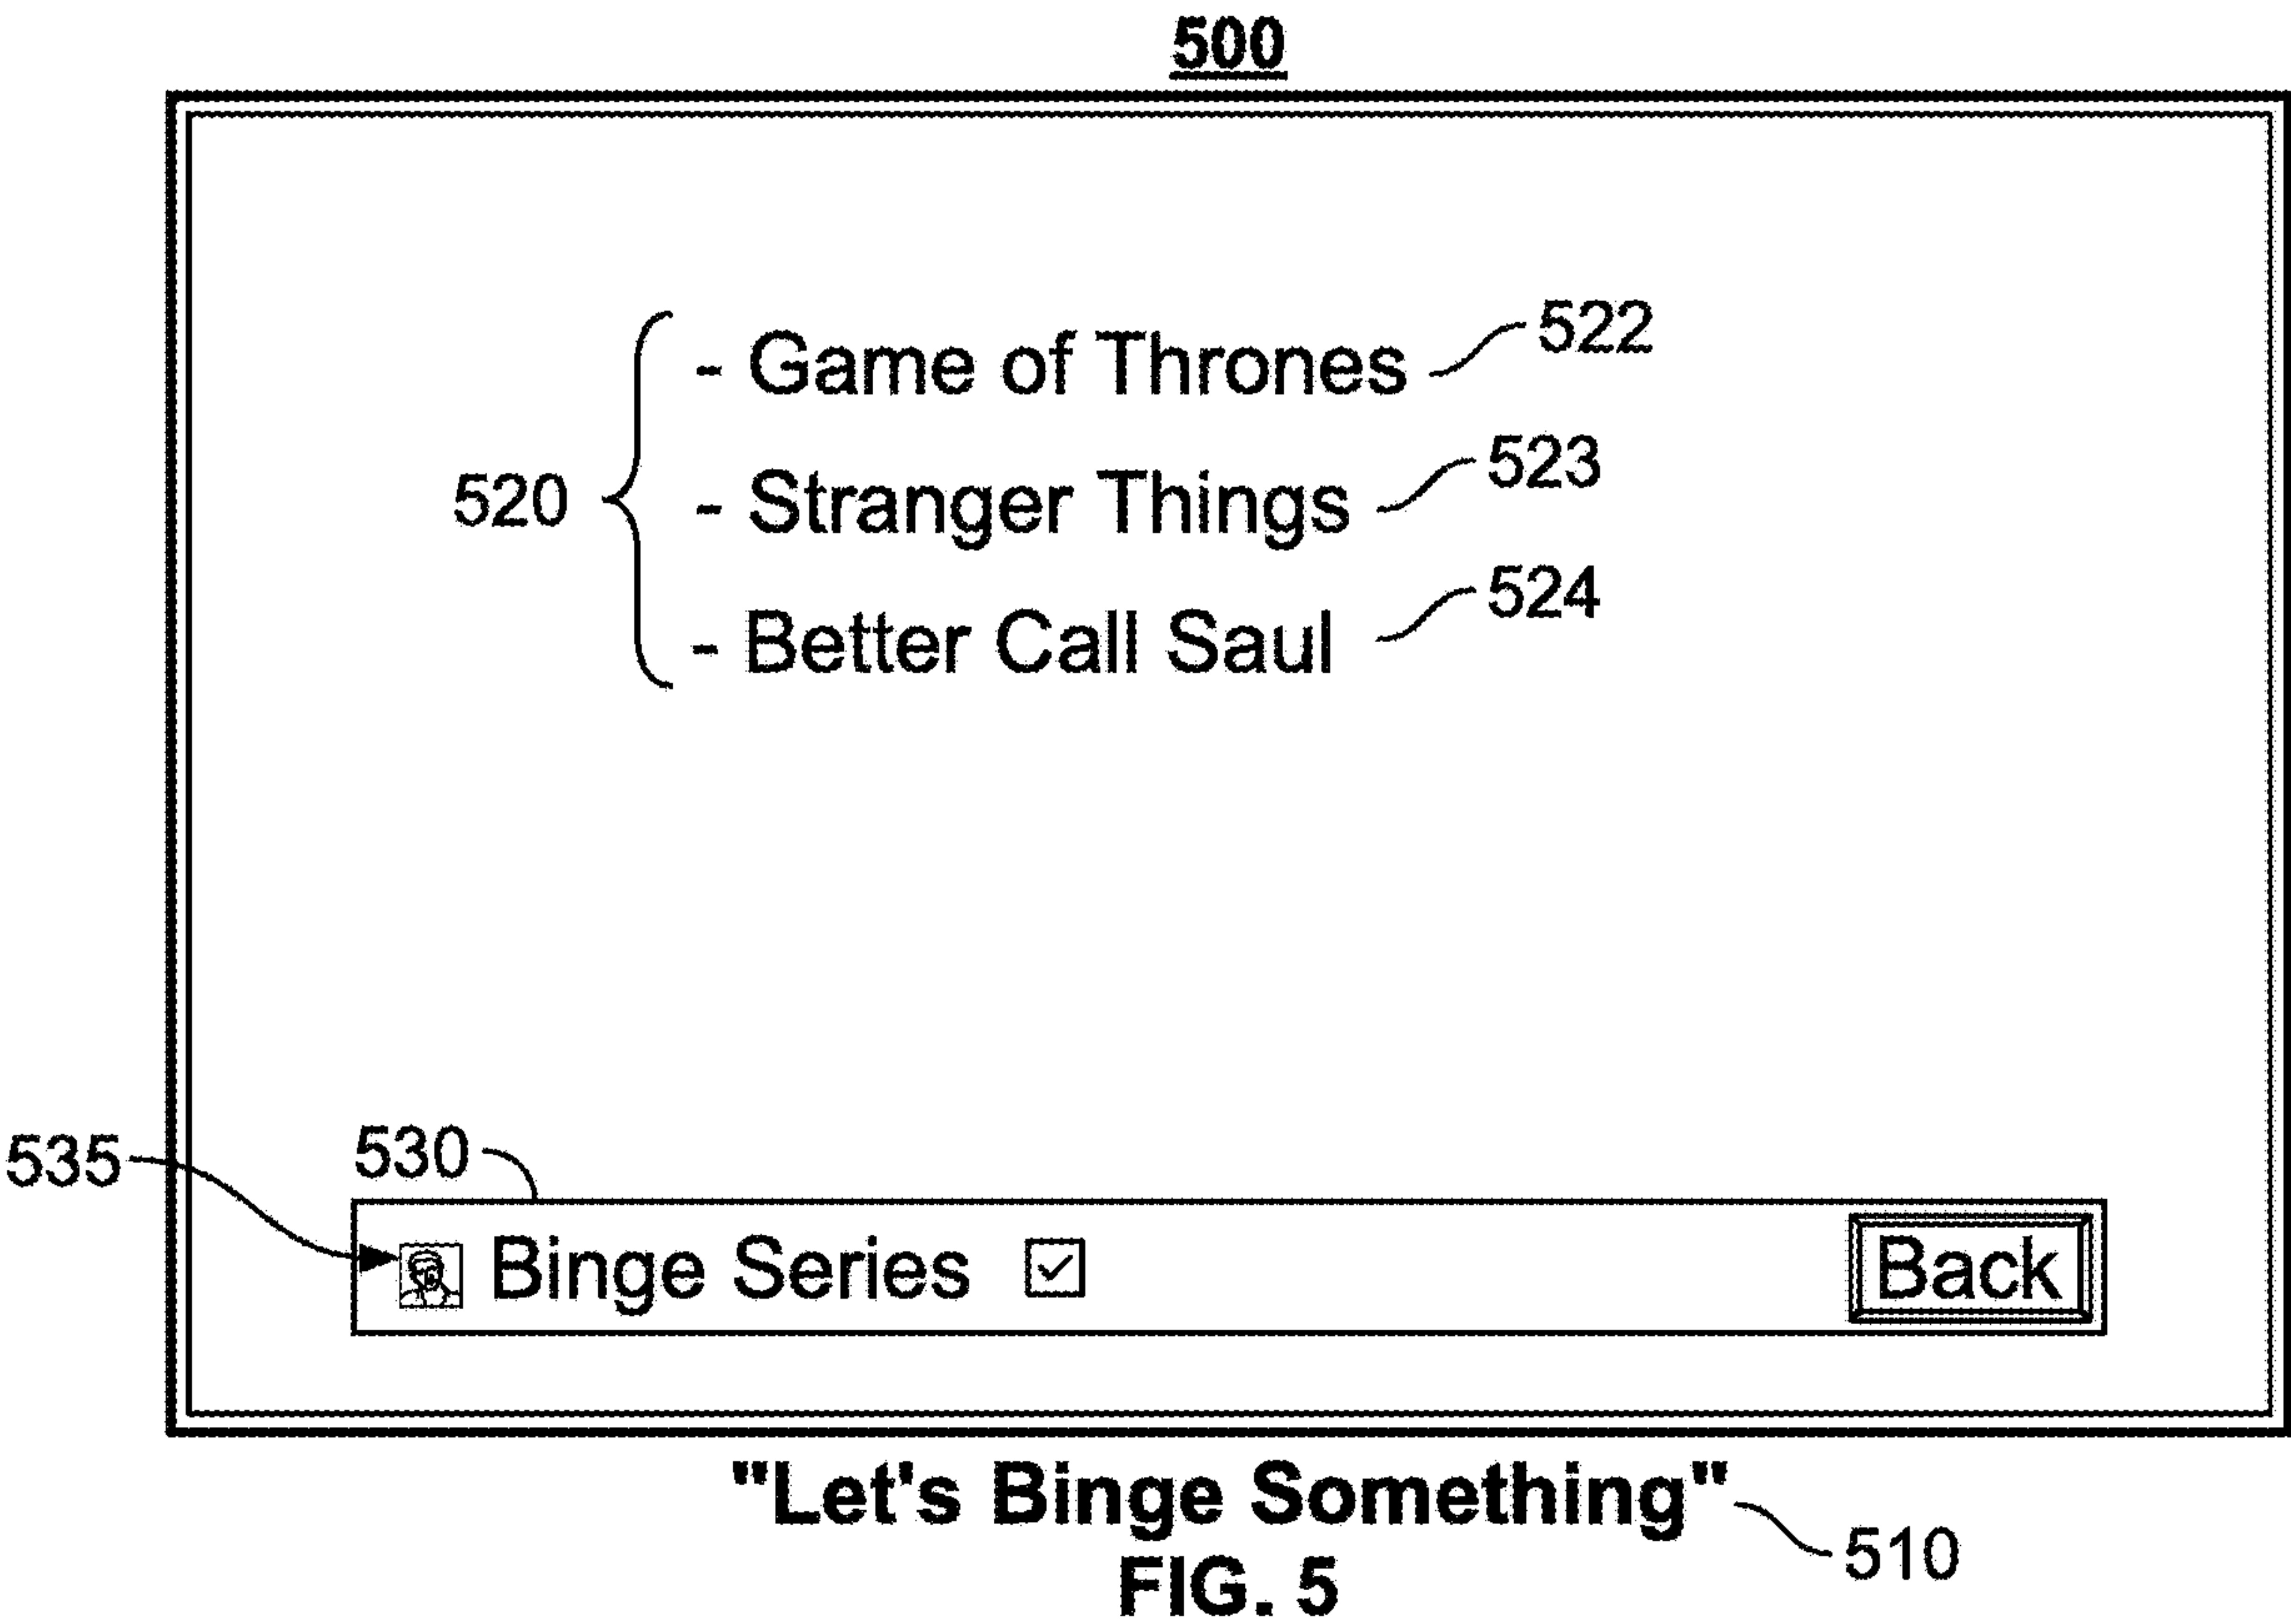 500
- Game of Thrones 522
520 - Stranger Things 523
- Better Call Saul 524
535 530
Binge Series Back
"Let's Binge Something" 510
FIG. 5